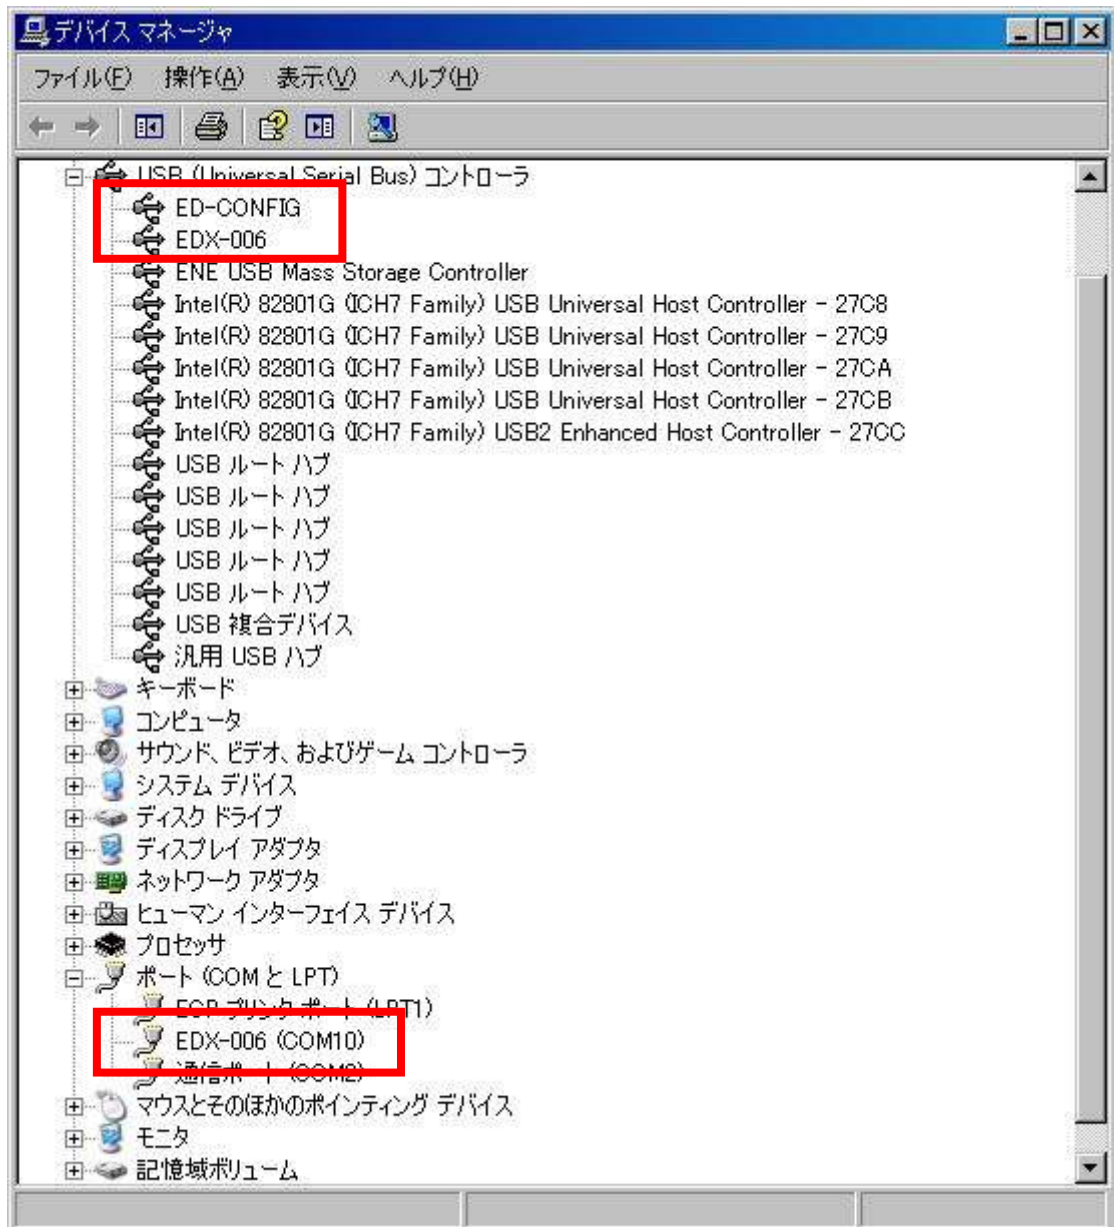 デバイス マネージャ
ファイル(F) 操作(A) 表示(V) ヘルプ(H)
USB (Universal Serial Bus) コントローラ
ED-CONFIG
EDX-006
ENE USB Mass Storage Controller
Intel(R) 82801G (ICH7 Family) USB Universal Host Controller - 27C8
Intel(R) 82801G (ICH7 Family) USB Universal Host Controller - 27C9
Intel(R) 82801G (ICH7 Family) USB Universal Host Controller - 27CA
Intel(R) 82801G (ICH7 Family) USB Universal Host Controller - 27CB
Intel(R) 82801G (ICH7 Family) USB2 Enhanced Host Controller - 27CC
USB ルート ハブ
USB ルート ハブ
USB ルート ハブ
USB ルート ハブ
USB ルート ハブ
USB 複合デバイス
汎用 USB ハブ
キーボード
コンピュータ
サウンド、ビデオ、およびゲーム コントローラ
システム デバイス
ディスク ドライブ
ディスプレイ アダプタ
ネットワーク アダプタ
ヒューマン インターフェイス デバイス
プロセッサ
ポート (COM と LPT)
ECP プリンタ ポート (LPT1)
EDX-006 (COM10)
通信ポート (COM2)
マウスとそのほかのポインティング デバイス
モニタ
記憶域ボリューム